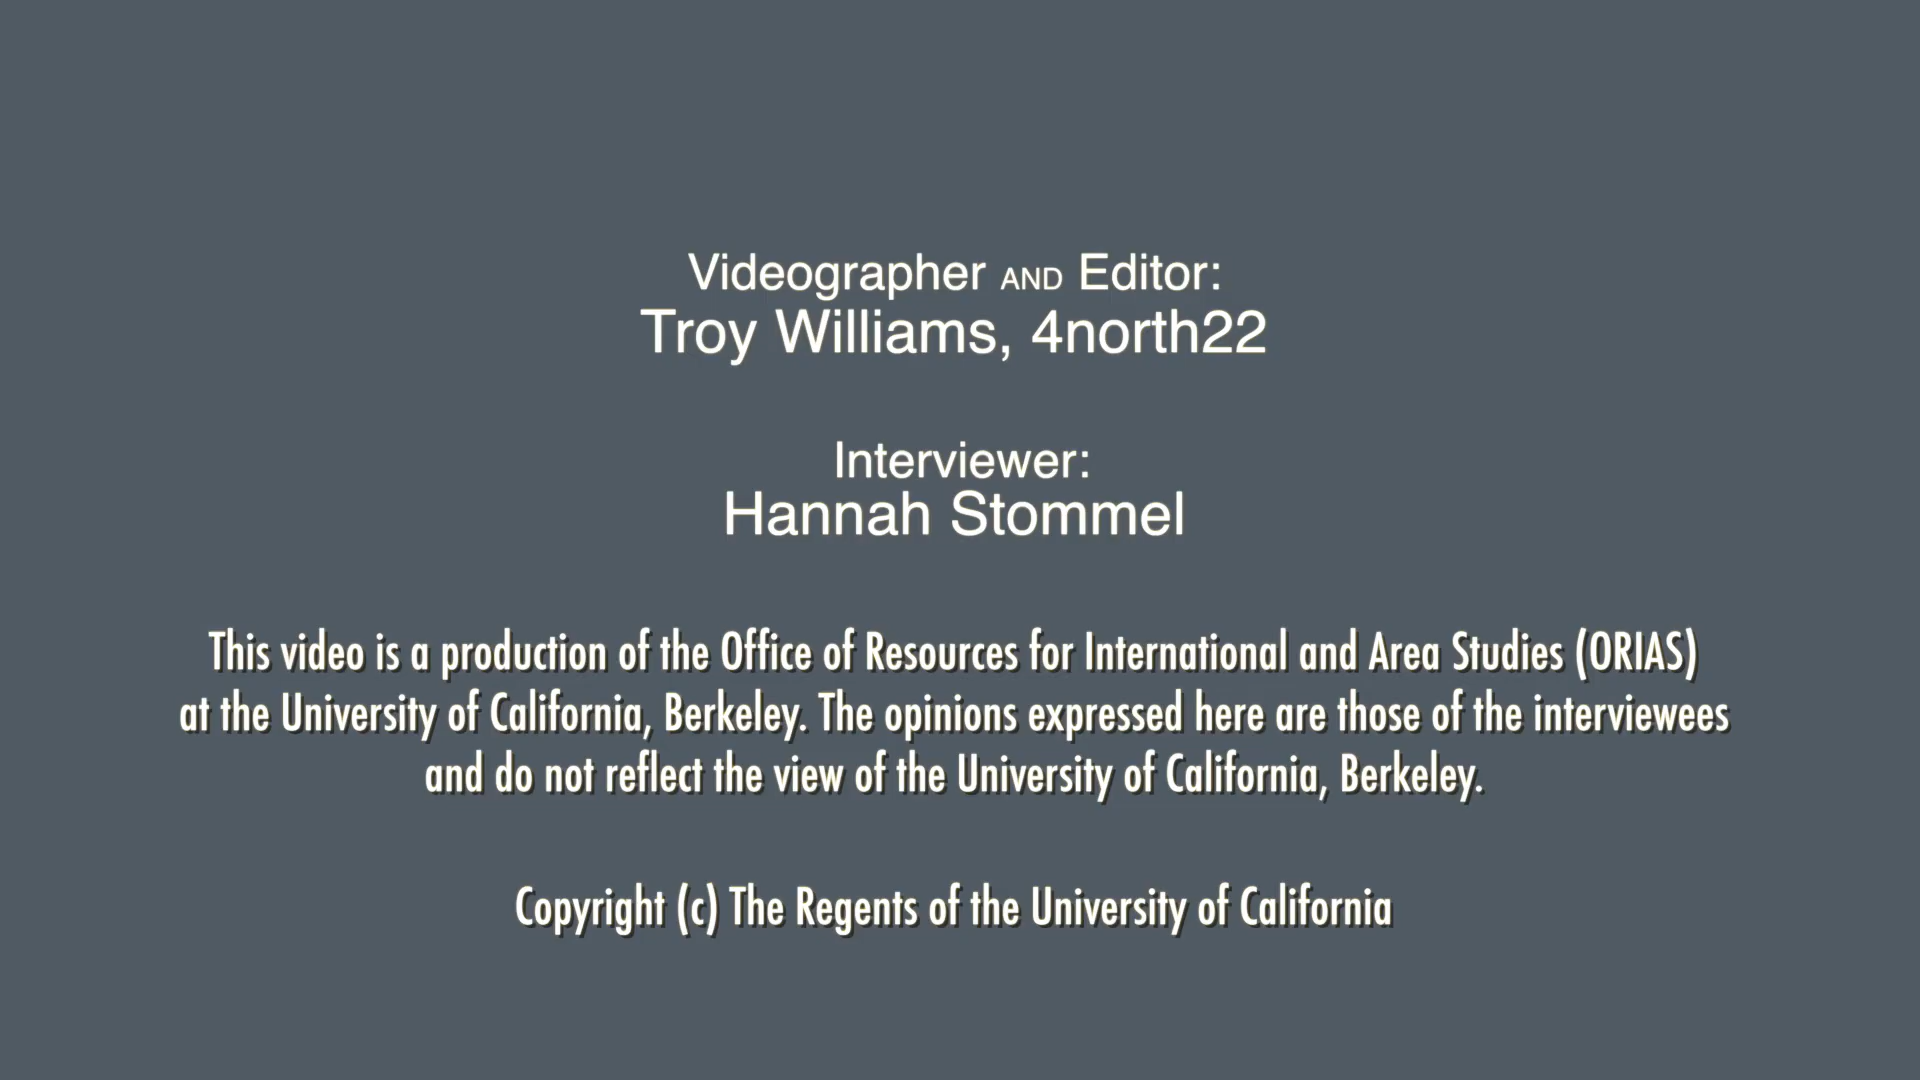 Videographer AND Editor:
Troy Williams, 4north22
Interviewer:
Hannah Stommel
This video is a production of the Office of Resources for International and Area Studies (ORIAS)
at the University of California, Berkeley. The opinions expressed here are those of the interviewees
and do not reflect the view of the University of California, Berkeley.
Copyright (c) The Regents of the University of California